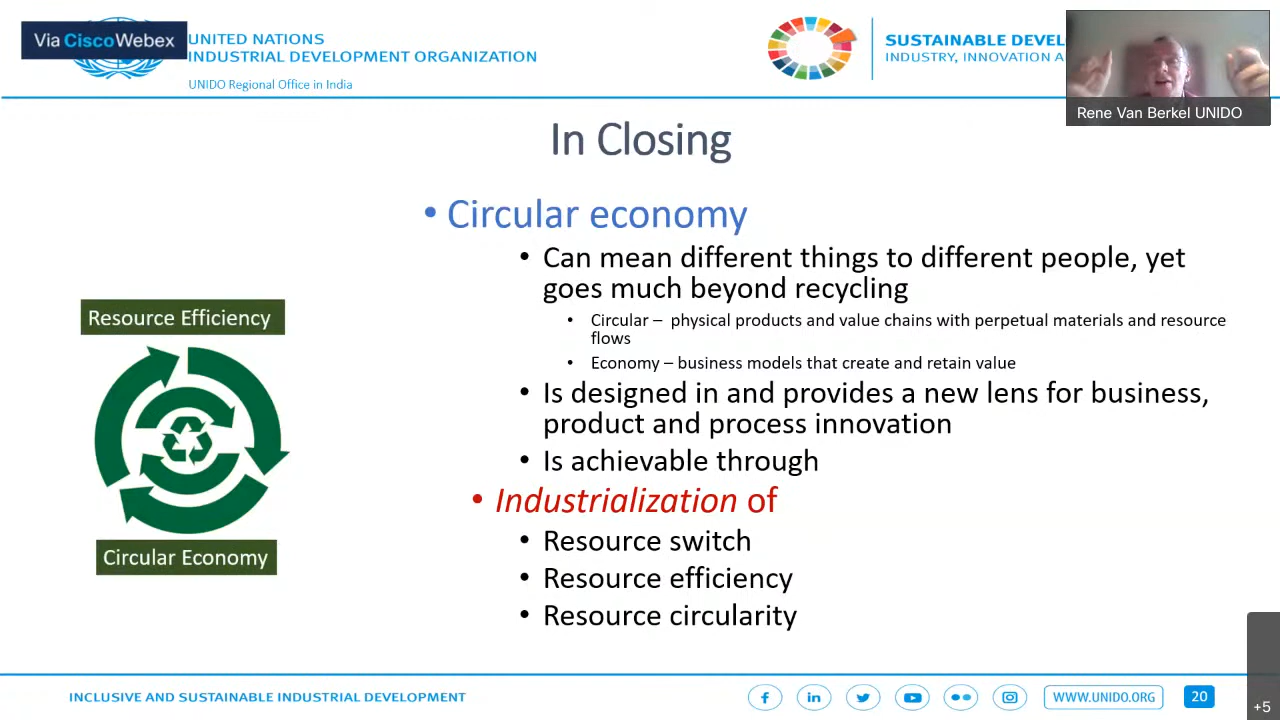 Via CiscoWebex
UNITED NATIONS
INDUSTRIAL DEVELOPMENT ORGANIZATION
UNIDO Regional Office in India
SUSTAINABLE DEVEL
INDUSTRY, INNOVATION A
Rene Van Berkel UNIDO
In Closing
• Circular economy
• Can mean different things to different people, yet
goes much beyond recycling
• Circular – physical products and value chains with perpetual materials and resource
flows
• Economy – business models that create and retain value
• Is designed in and provides a new lens for business,
product and process innovation
• Is achievable through
• Industrialization of
• Resource switch
• Resource efficiency
• Resource circularity
Resource Efficiency
Circular Economy
INCLUSIVE AND SUSTAINABLE INDUSTRIAL DEVELOPMENT
f
in
WWW.UNIDO.ORG
20
+5